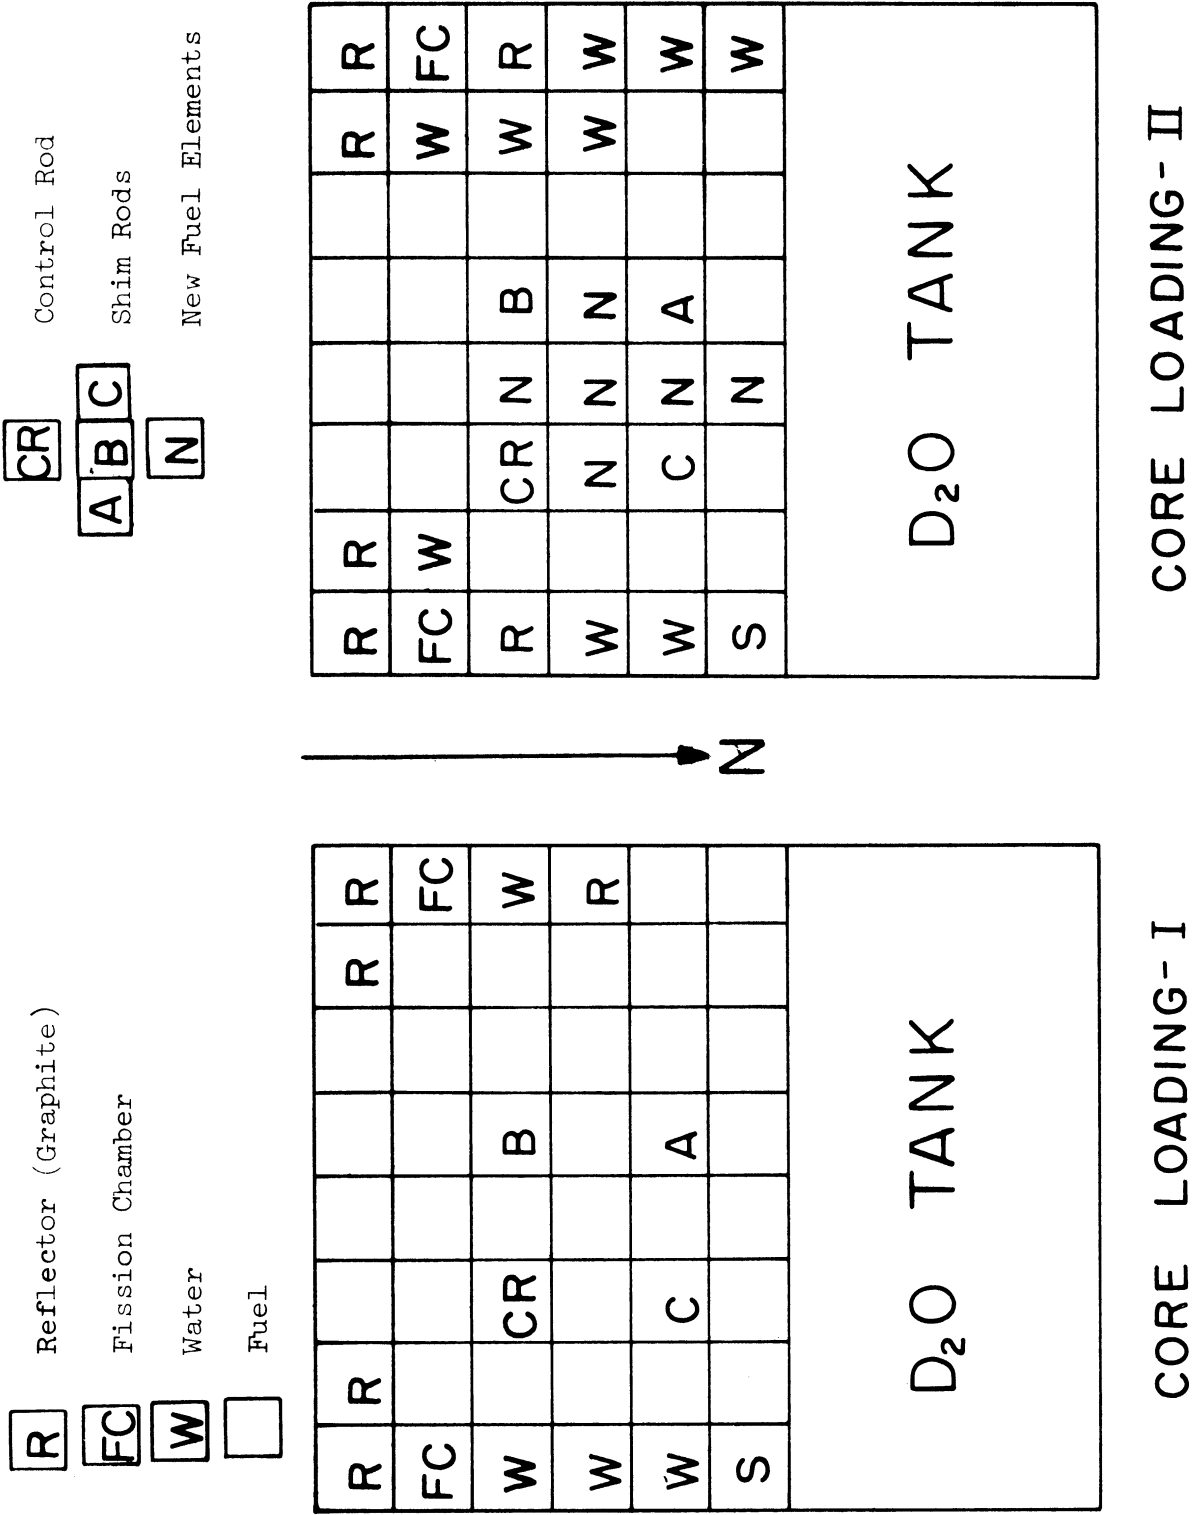 R Reflector (Graphite)
FC Fission Chamber
W Water
Fuel
CR Control Rod
A B C Shim Rods
N New Fuel Elements
R R R R
FC FC
W CR B W
W R
W C A
S
D₂O TANK
CORE LOADING-I
N
R R R R
FC W W FC
R CR N B W R
W N N N W W
W C N A W
S N W
D₂O TANK
CORE LOADING-II